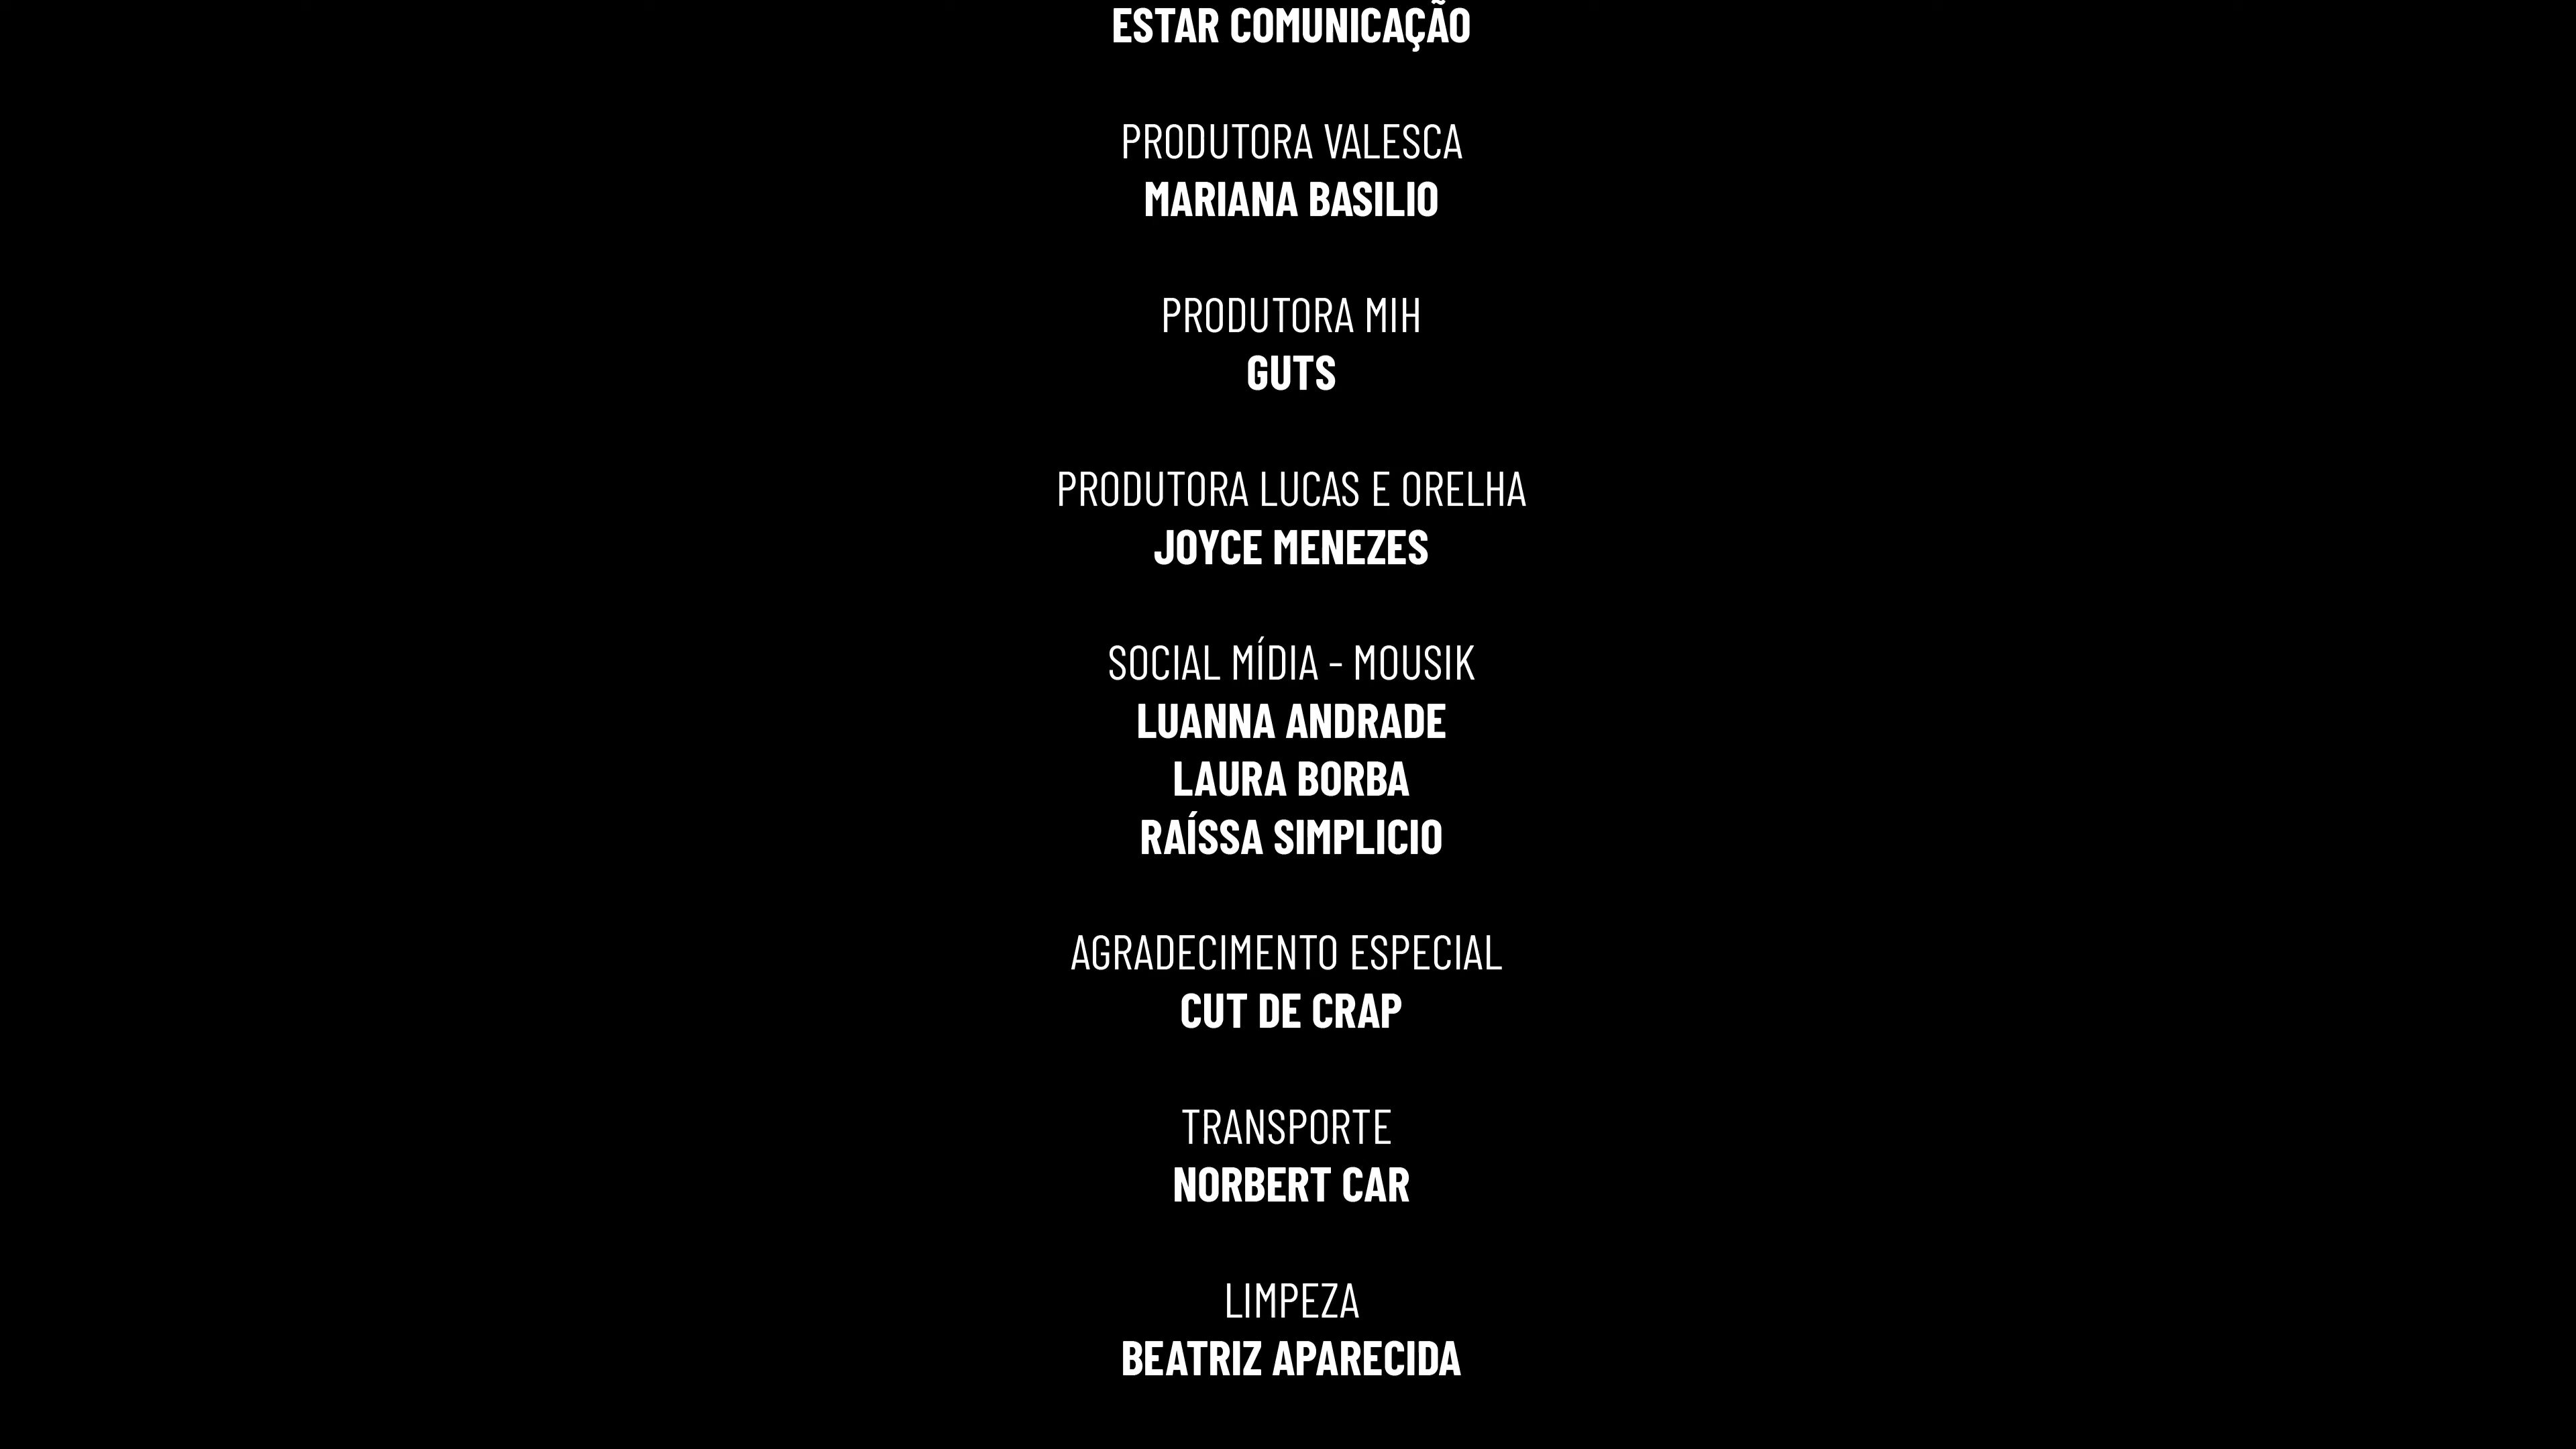 ESTAR COMUNICAÇÃO
PRODUTORA VALESCA
MARIANA BASILIO
PRODUTORA MIH
GUTS
PRODUTORA LUCAS E ORELHA
JOYCE MENEZES
SOCIAL MÍDIA - MOUSIK
LUANNA ANDRADE
LAURA BORBA
RAÍSSA SIMPLICIO
AGRADECIMENTO ESPECIAL
CUT DE CRAP
TRANSPORTE
NORBERT CAR
LIMPEZA
BEATRIZ APARECIDA